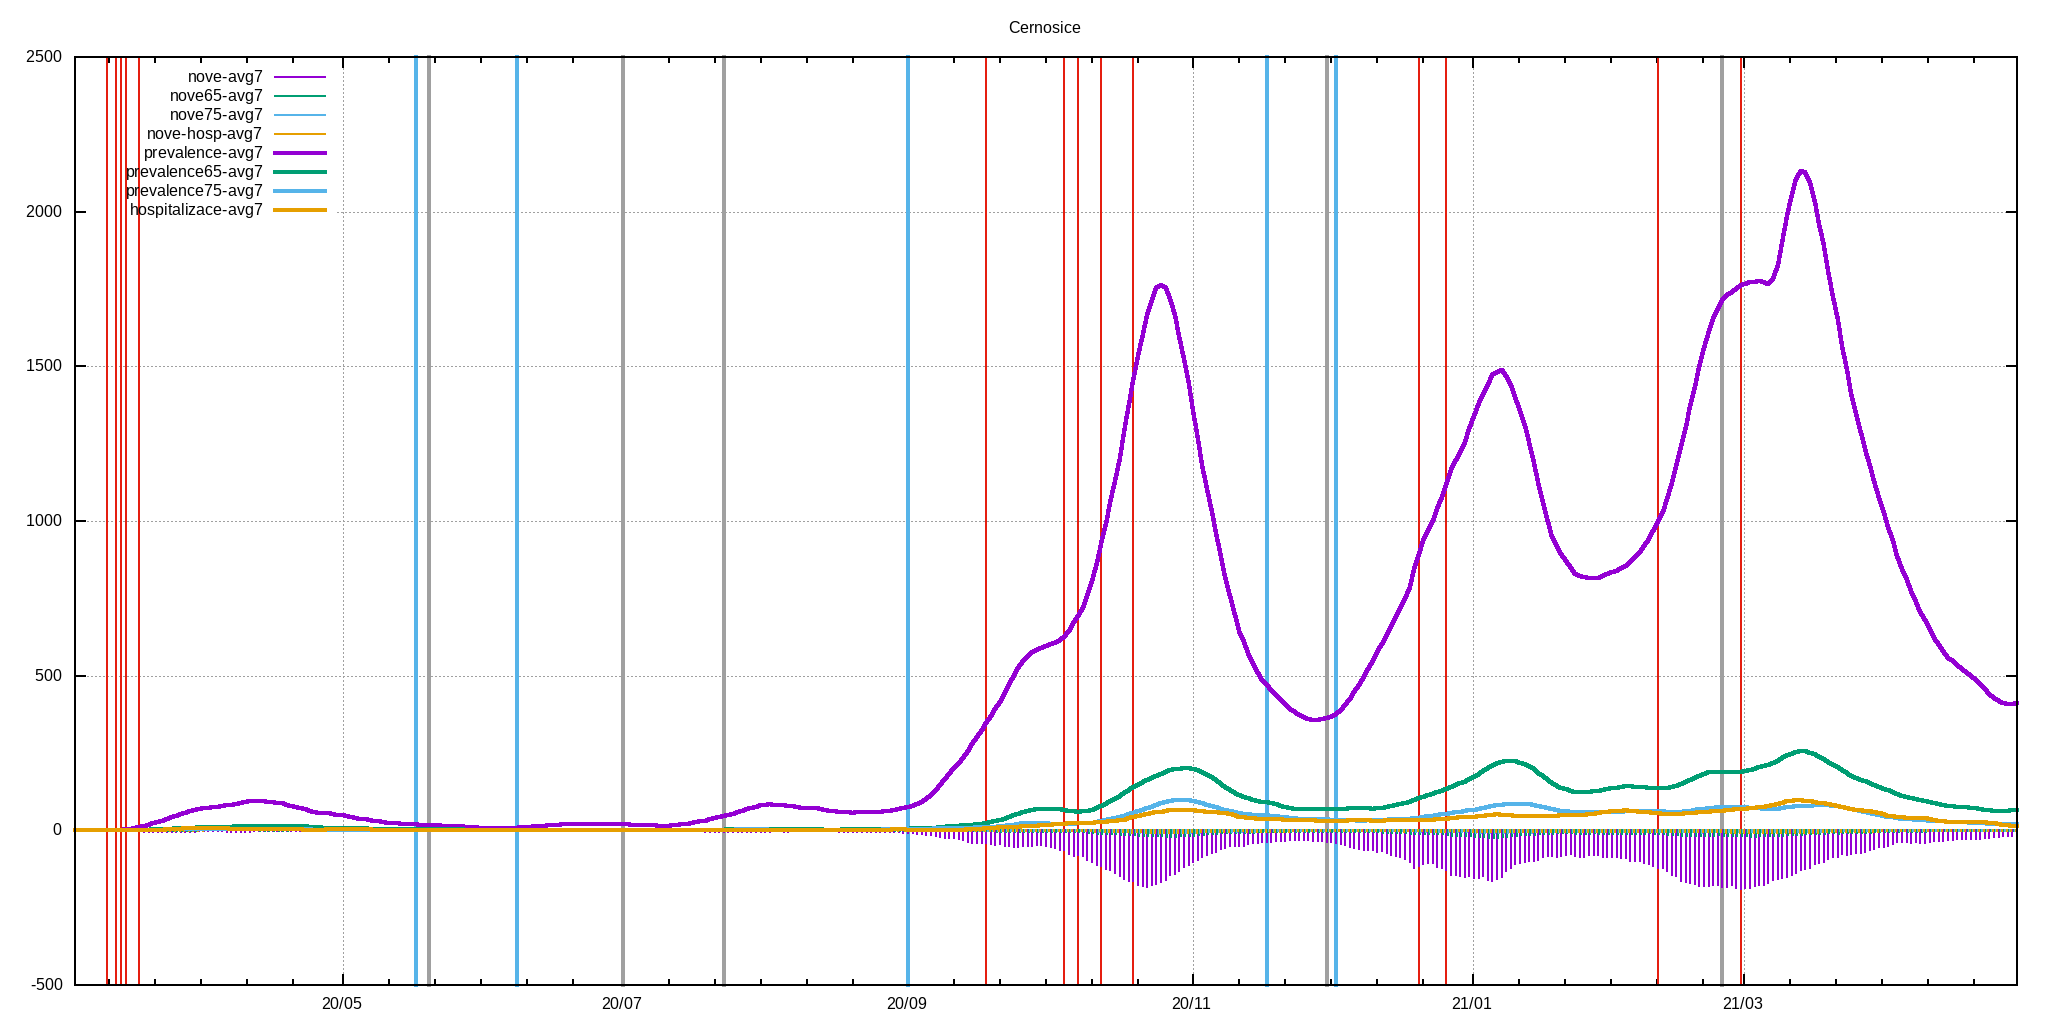 Cernosice
2500
2000
1500
1000
500
0
-500
nove-avg7
nove65-avg7
nove75-avg7
nove-hosp-avg7
prevalence-avg7
prevalence65-avg7
prevalence75-avg7
hospitalizace-avg7
20/05 20/07 20/09 20/11 21/01 21/03